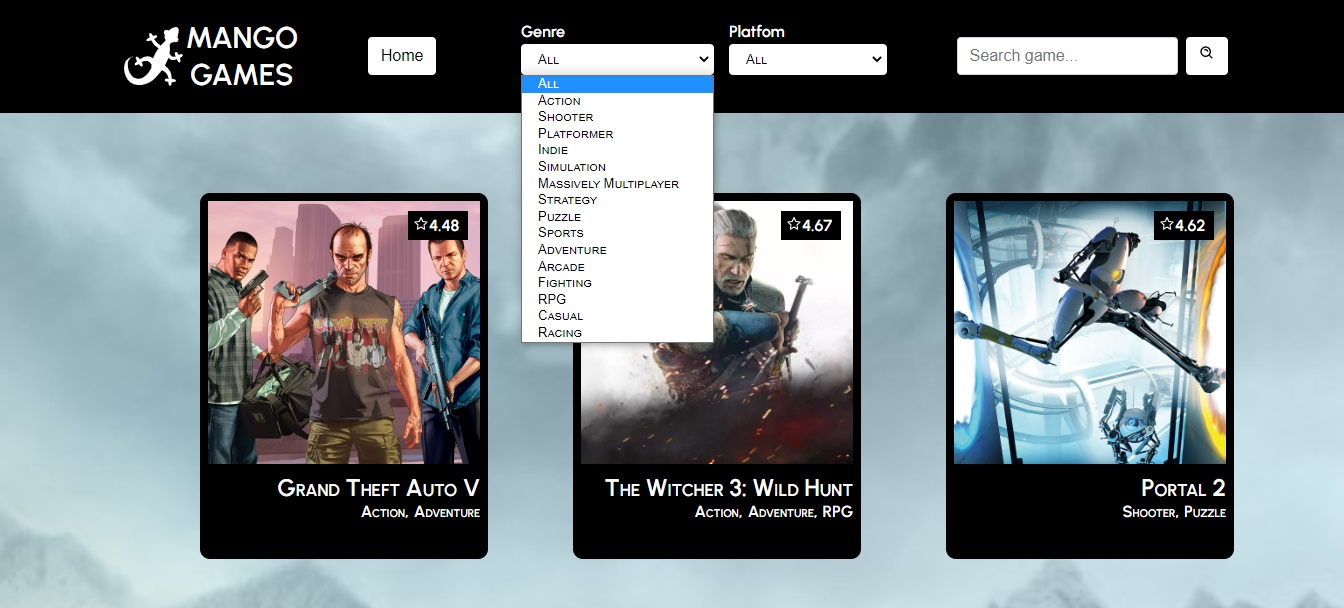 MANGO
GAMES
Home
Genre
All
Platfom
All
Search game...
All
Action
Shooter
Platformer
Indie
Simulation
Massively Multiplayer
Strategy
Puzzle
Sports
Adventure
Arcade
Fighting
RPG
Casual
Racing
4.48
4.67
4.62
Grand Theft Auto V
Action, Adventure
The Witcher 3: Wild Hunt
Action, Adventure, RPG
Portal 2
Shooter, Puzzle